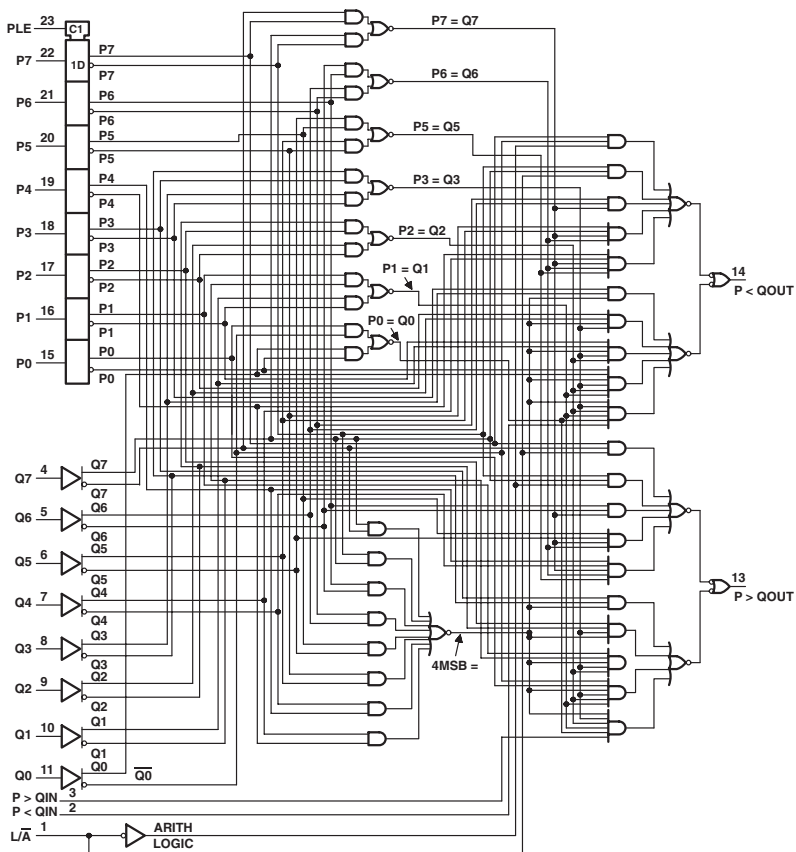 PLE 23 C1
P7 22 1D P7
P7
P6 21 P6
P6
P5 20 P5
P5
P4 19 P4
P4
P3 18 P3
P3
P2 17 P2
P2
P1 16 P1
P1
P0 15 P0
P0
P7 = Q7
P6 = Q6
P5 = Q5
P3 = Q3
P2 = Q2
P1 = Q1
P0 = Q0
14
P < QOUT
13
P > QOUT
4MSB =
Q7 4 Q7
Q7
Q6 5 Q6
Q6
Q5 6 Q5
Q5
Q4 7 Q4
Q4
Q3 8 Q3
Q3
Q2 9 Q2
Q2
Q1 10 Q1
Q1
Q0 11 Q0 Q̅0̅
P > QIN 3
P < QIN 2
L/A̅ 1 ARITH
LOGIC